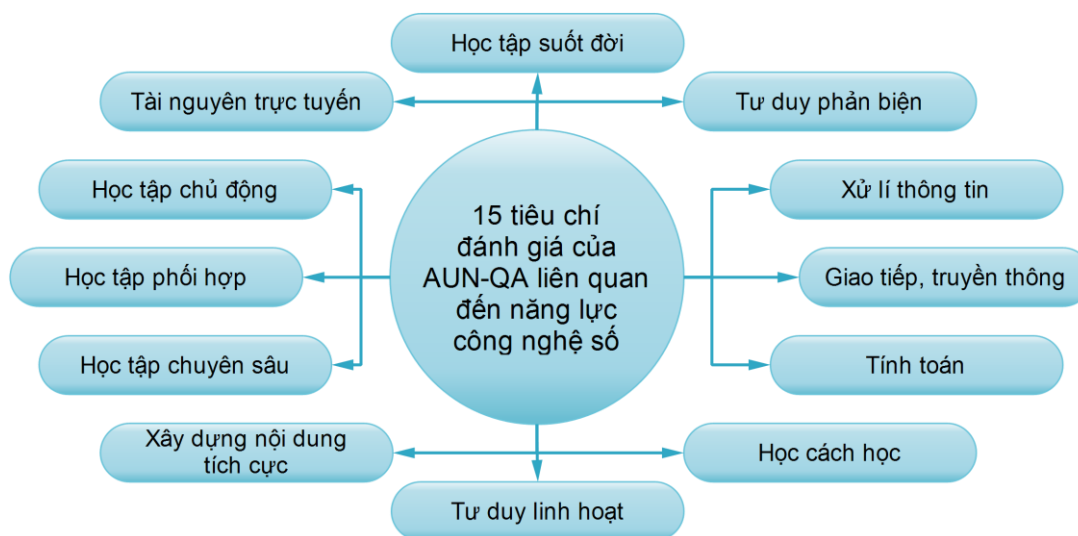 Học tập suốt đời
Tài nguyên trực tuyến
Tư duy phản biện
Học tập chủ động
Xử lí thông tin
15 tiêu chí
đánh giá của
AUN-QA liên quan
đến năng lực
công nghệ số
Học tập phối hợp
Giao tiếp, truyền thông
Học tập chuyên sâu
Tính toán
Xây dựng nội dung
tích cực
Học cách học
Tư duy linh hoạt